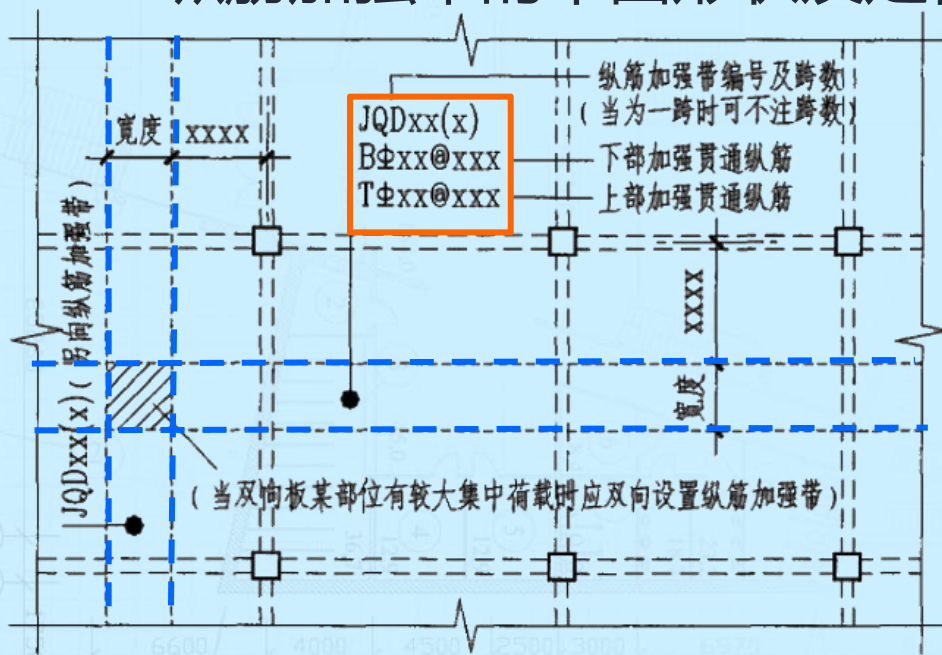 纵筋加强带编号及跨数
(当为一跨时可不注跨数)
JQDxx(x)
B⏀xx@xxx
下部加强贯通纵筋
T⏀xx@xxx
上部加强贯通纵筋
宽度
xxxx
JQDxx(x)(另向纵筋加强带)
xxxx
宽度
(当双向板某部位有较大集中荷载时应双向设置纵筋加强带)
6600
4000
4500
2500
3000
6970